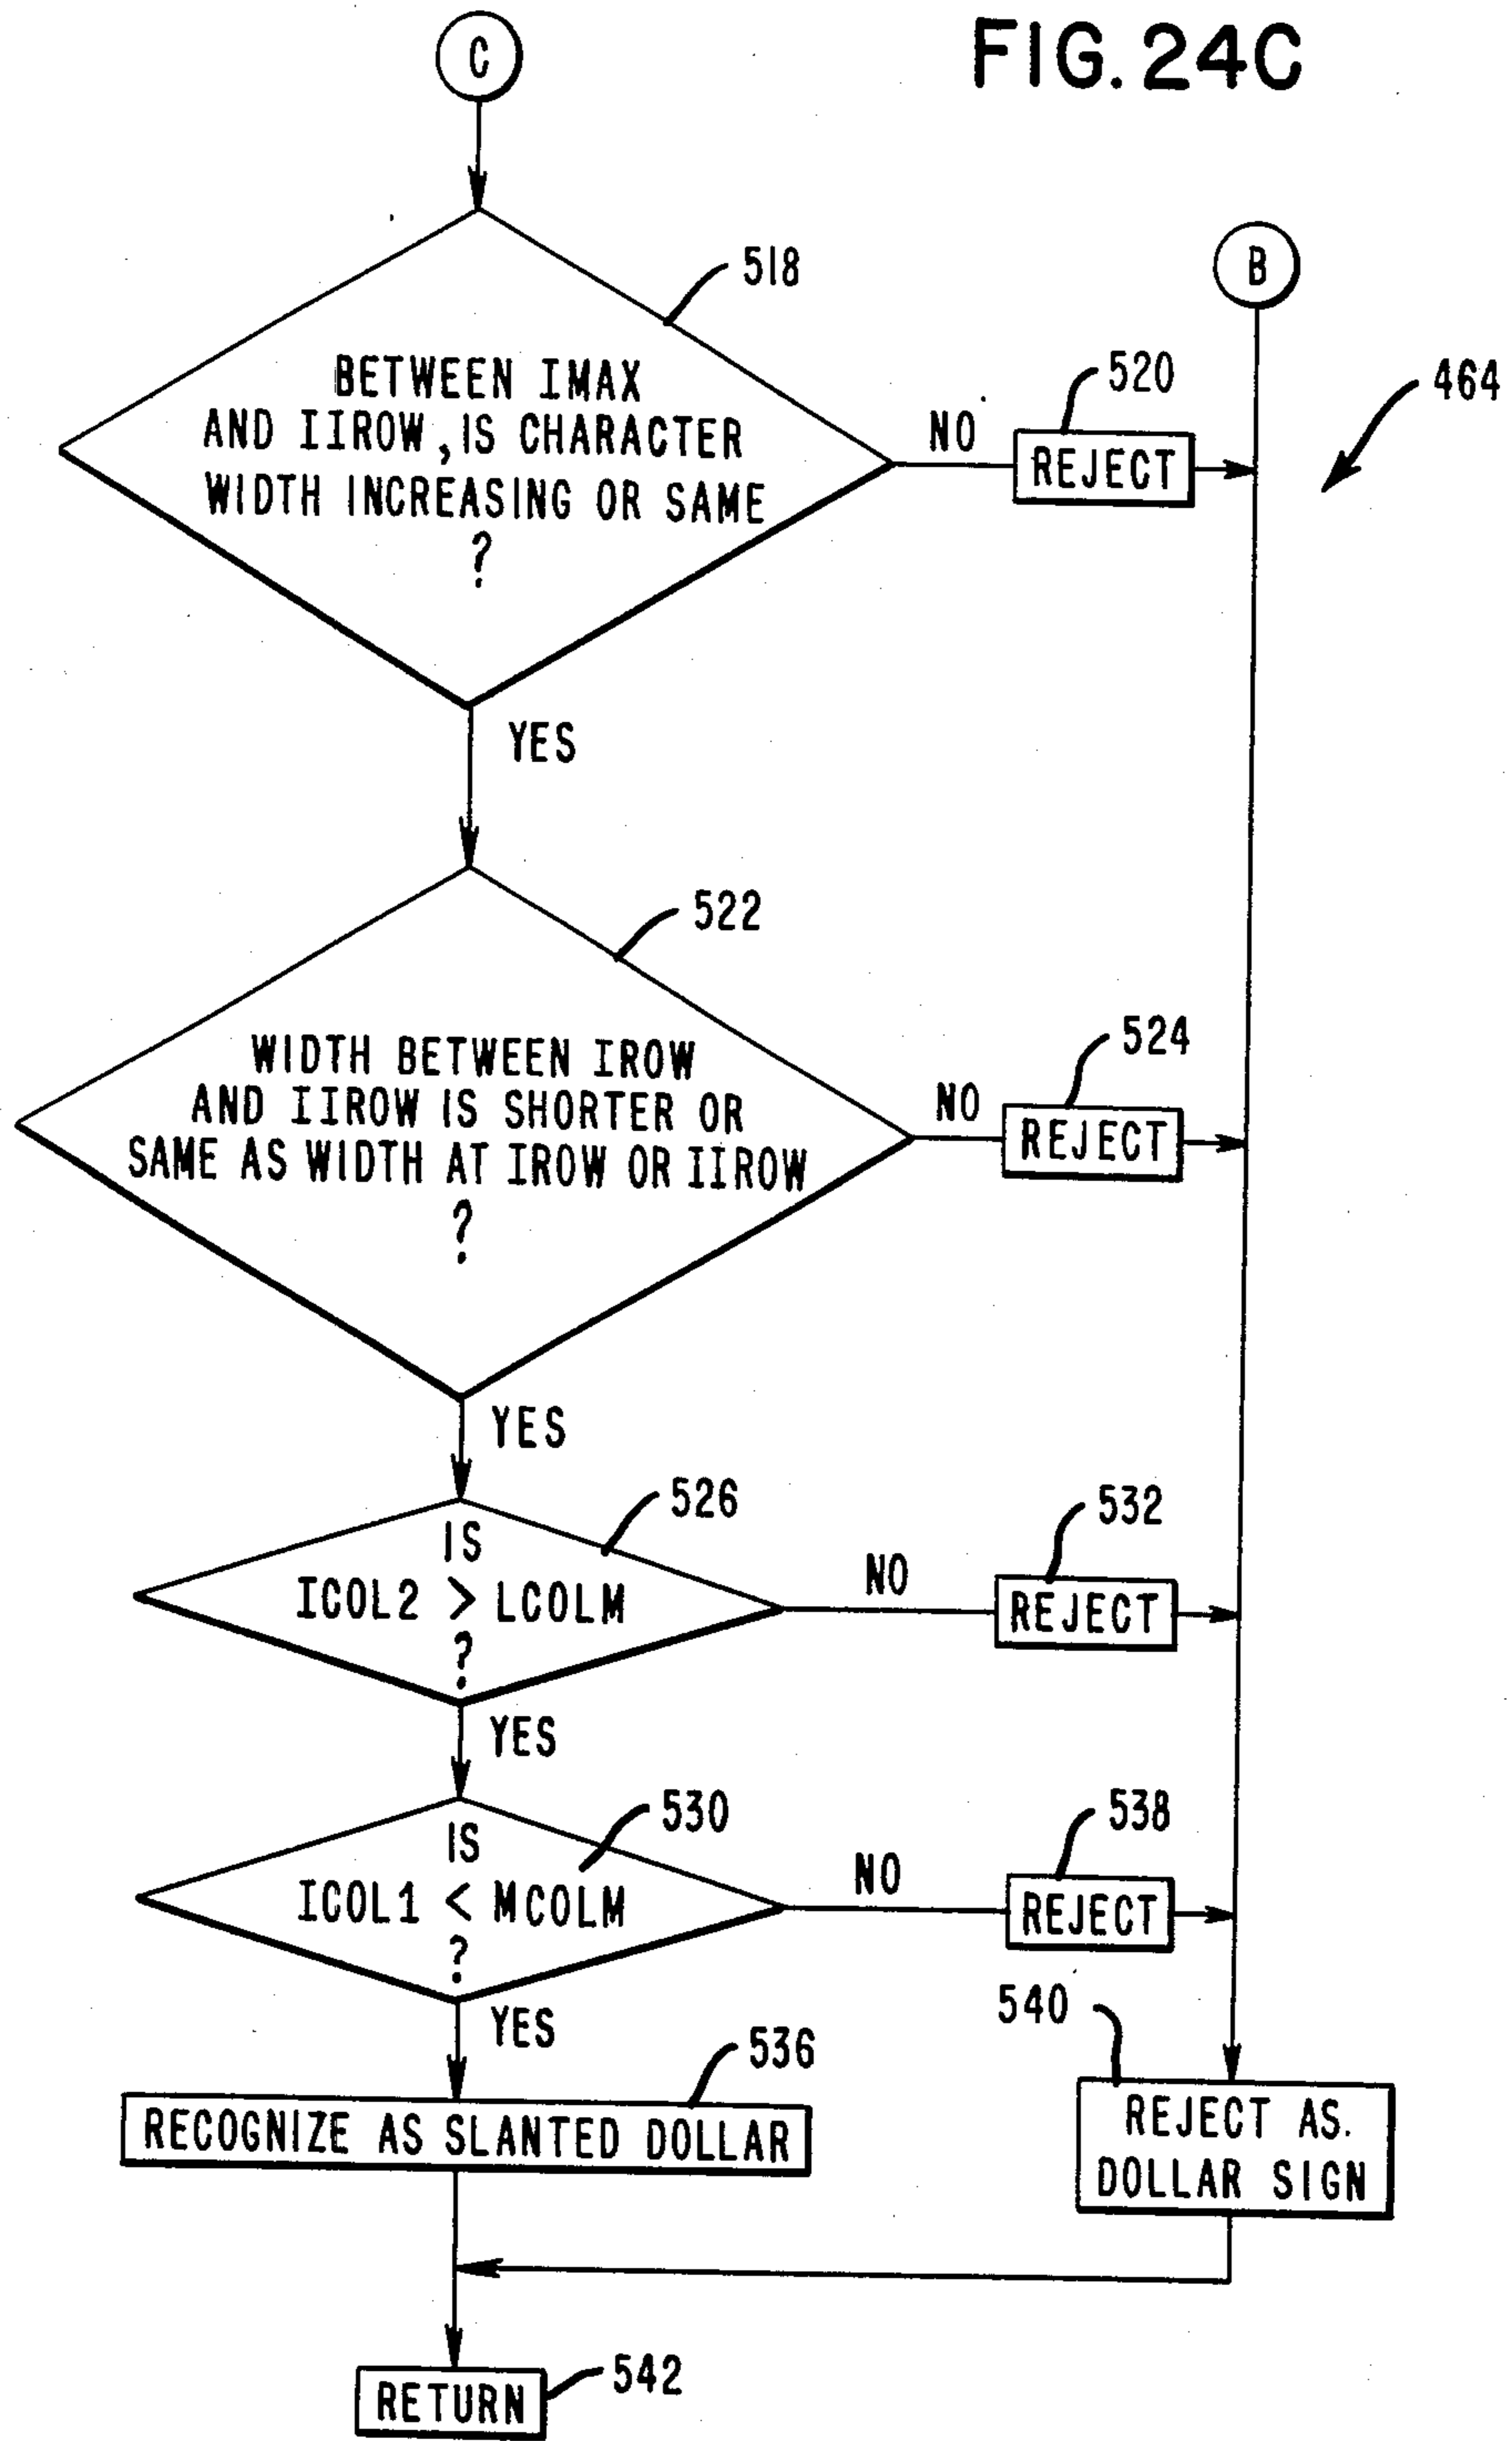 FIG. 24C
C
518
B
BETWEEN IMAX
AND IIROW, IS CHARACTER
WIDTH INCREASING OR SAME
?
NO
520
REJECT
464
YES
522
WIDTH BETWEEN IROW
AND IIROW IS SHORTER OR
SAME AS WIDTH AT IROW OR IIROW
?
NO
524
REJECT
YES
526
IS
ICOL2 > LCOLM
?
NO
532
REJECT
YES
530
IS
ICOL1 < MCOLM
?
NO
538
REJECT
YES
536
RECOGNIZE AS SLANTED DOLLAR
540
REJECT AS.
DOLLAR SIGN
RETURN
542